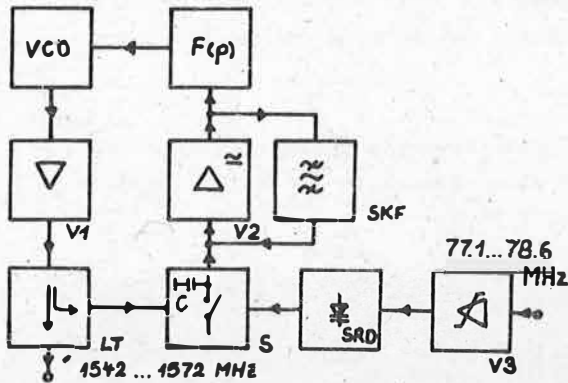 VCO
F(p)
V1
V2
SKF
77.1...78.6
MHz
C
SRD
LT
S
V3
1542 ... 1572 MHz